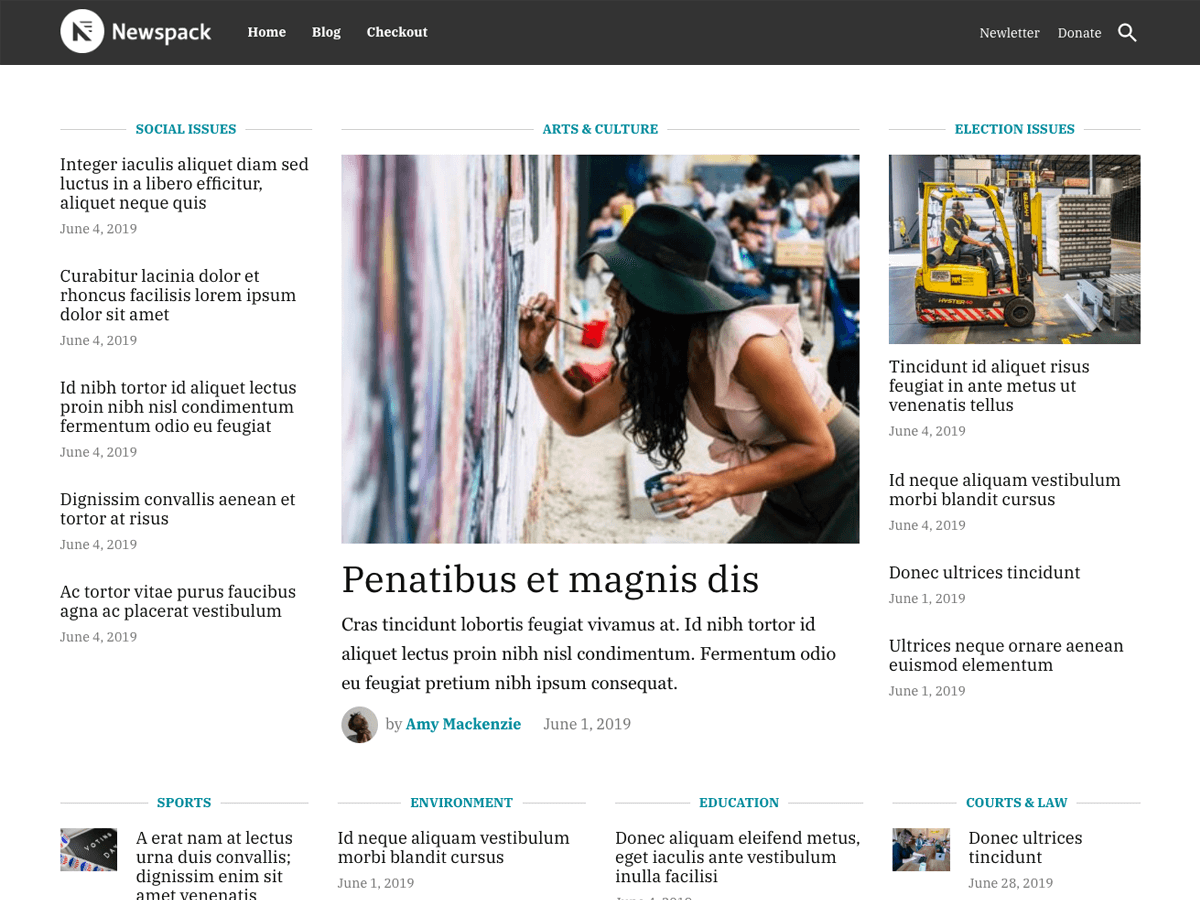 Newspack
Home Blog Checkout
Newletter Donate
SOCIAL ISSUES
Integer iaculis aliquet diam sed
luctus in a libero efficitur,
aliquet neque quis
June 4, 2019
Curabitur lacinia dolor et
rhoncus facilisis lorem ipsum
dolor sit amet
June 4, 2019
Id nibh tortor id aliquet lectus
proin nibh nisl condimentum
fermentum odio eu feugiat
June 4, 2019
Dignissim convallis aenean et
tortor at risus
June 4, 2019
Ac tortor vitae purus faucibus
agna ac placerat vestibulum
June 4, 2019
ARTS & CULTURE
Penatibus et magnis dis
Cras tincidunt lobortis feugiat vivamus at. Id nibh tortor id
aliquet lectus proin nibh nisl condimentum. Fermentum odio
eu feugiat pretium nibh ipsum consequat.
by Amy Mackenzie June 1, 2019
ELECTION ISSUES
HYSTER
HYSTER
Tincidunt id aliquet risus
feugiat in ante metus ut
venenatis tellus
June 4, 2019
Id neque aliquam vestibulum
morbi blandit cursus
June 4, 2019
Donec ultrices tincidunt
June 1, 2019
Ultrices neque ornare aenean
euismod elementum
June 1, 2019
SPORTS
VOTING
DAY
A erat nam at lectus
urna duis convallis;
dignissim enim sit
amet venenatis
ENVIRONMENT
Id neque aliquam vestibulum
morbi blandit cursus
June 1, 2019
EDUCATION
Donec aliquam eleifend metus,
eget iaculis ante vestibulum
inulla facilisi
June 4, 2019
COURTS & LAW
Donec ultrices
tincidunt
June 28, 2019